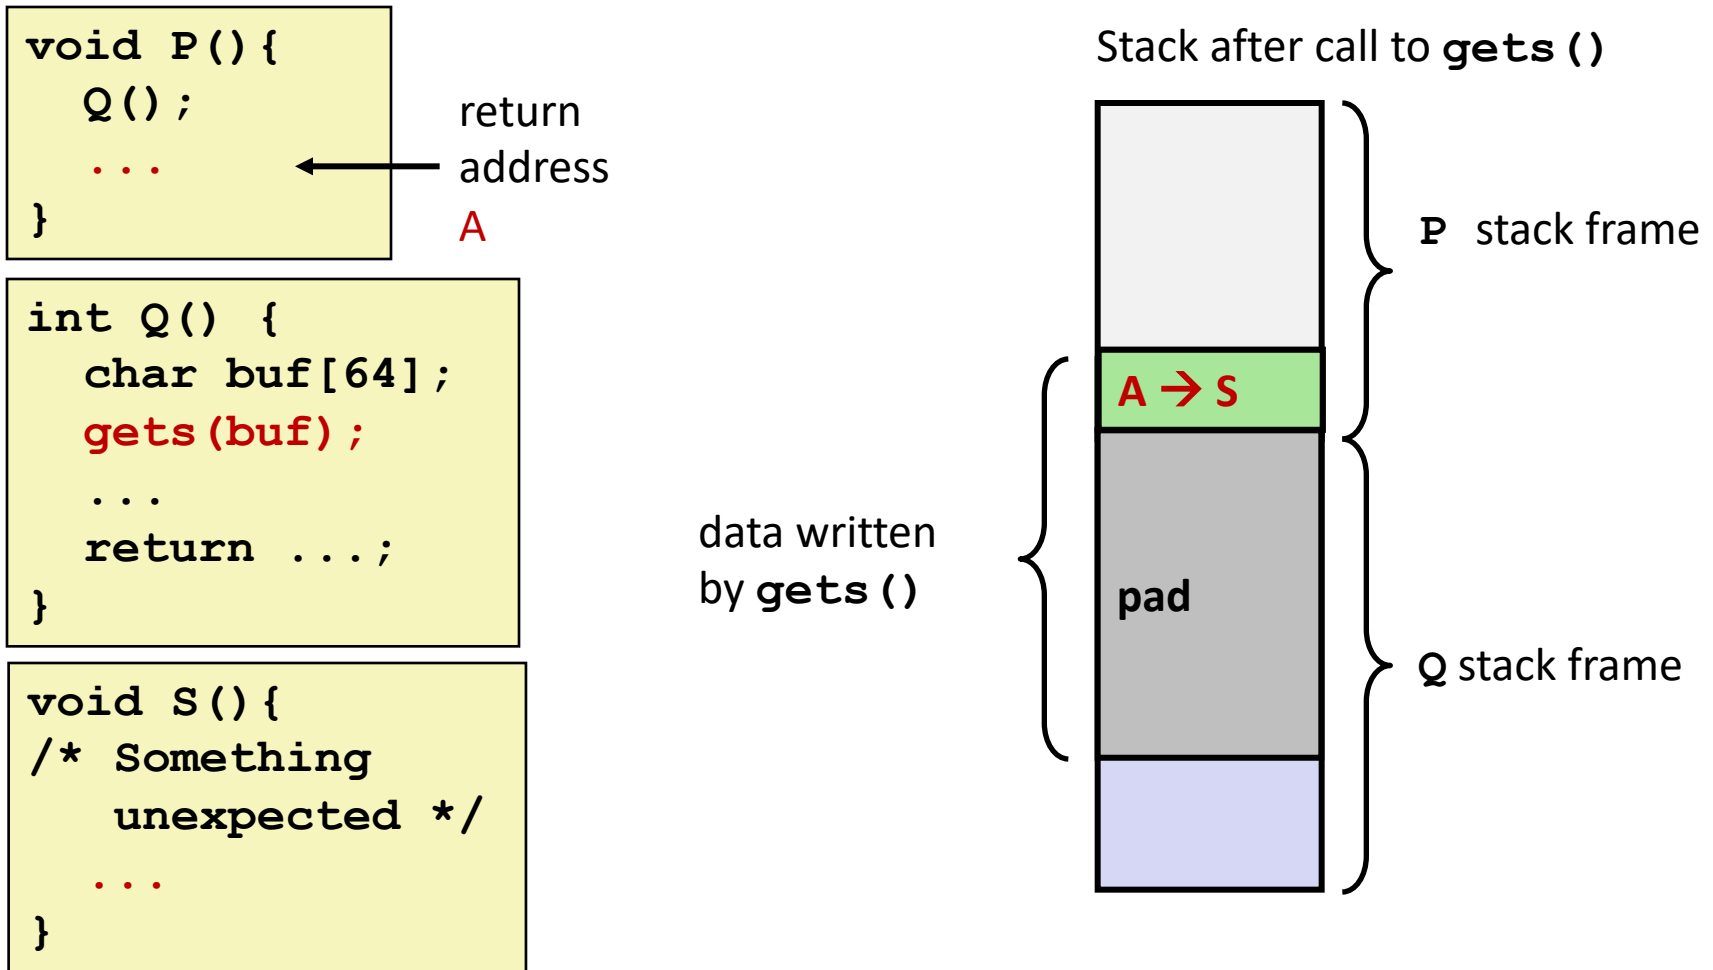 void P(){
Q();
...
}
return
address
A
int Q() {
char buf[64];
gets(buf);
...
return ...;
}
void S(){
/* Something
unexpected */
...
}
Stack after call to gets()
A → S
pad
data written
by gets()
P stack frame
Q stack frame